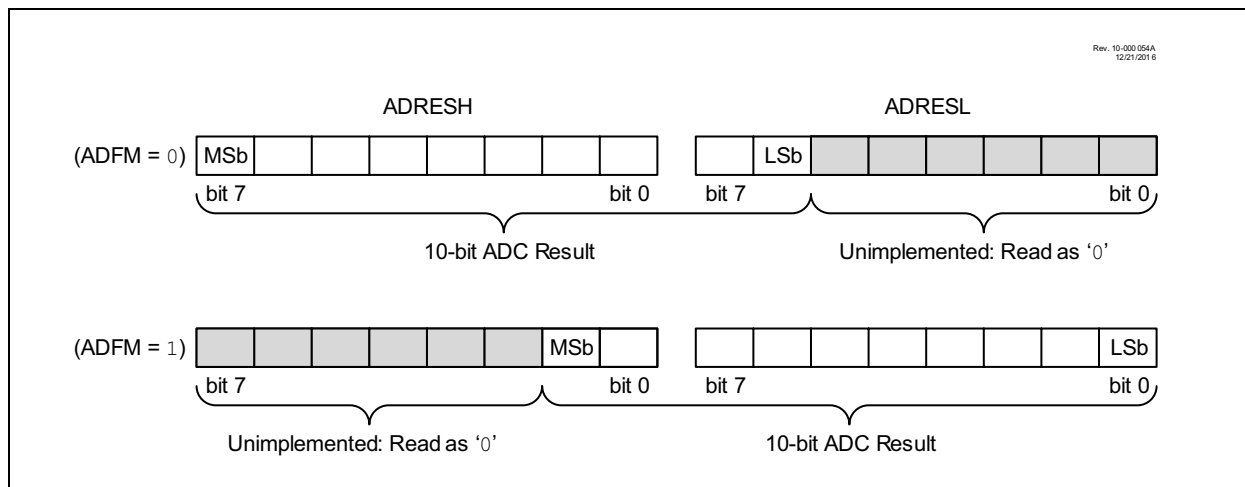 Rev. 10-000 054A
12/21/201 6
ADRESH ADRESL
(ADFM = 0) MSb LSb
bit 7 bit 0 bit 7 bit 0
10-bit ADC Result Unimplemented: Read as ‘0’
(ADFM = 1) MSb LSb
bit 7 bit 0 bit 7 bit 0
Unimplemented: Read as ‘0’ 10-bit ADC Result